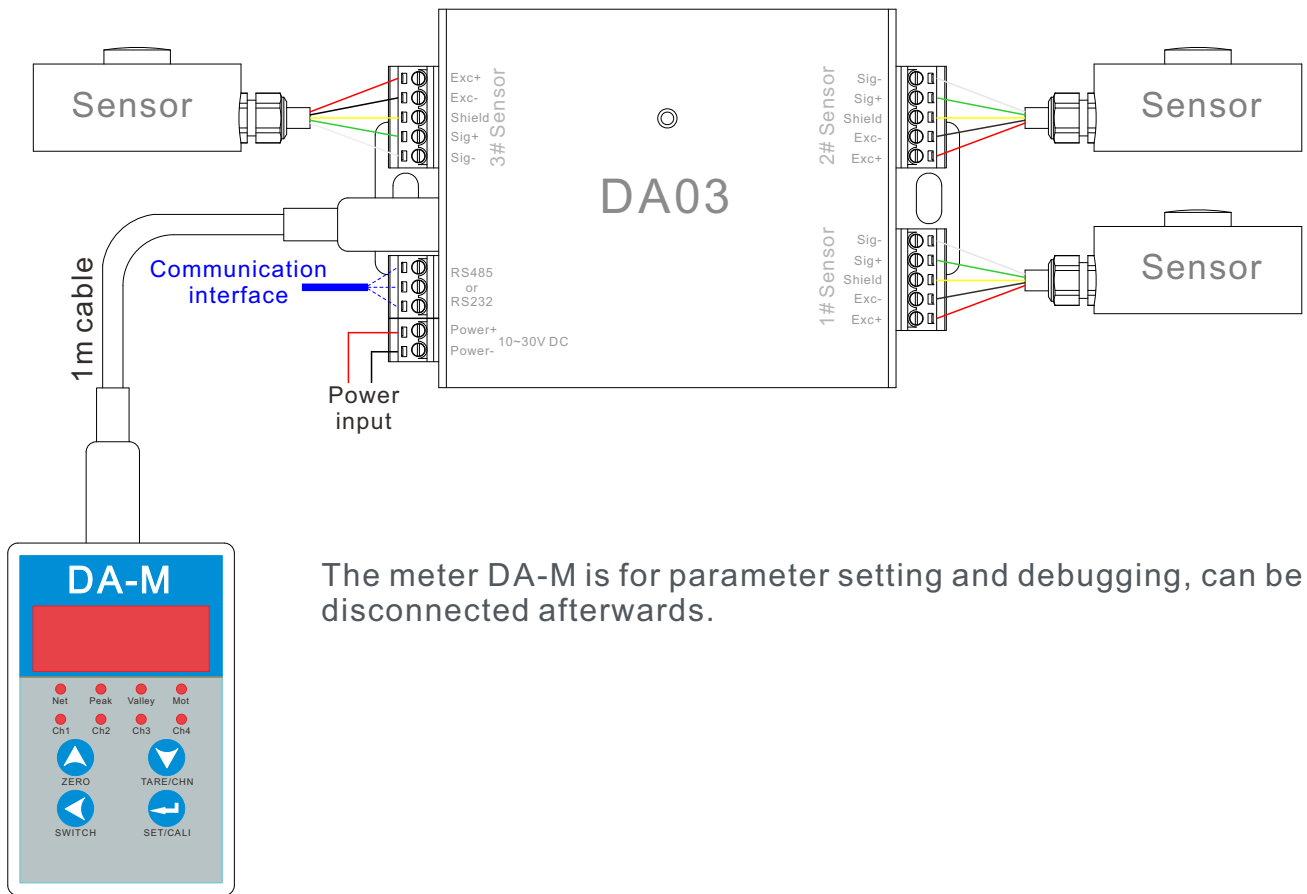 Sensor
Exc+
Exc-
Shield
Sig+
Sig-
3# Sensor
DA03
2# Sensor
Sig-
Sig+
Shield
Exc-
Exc+
Sensor
1# Sensor
Sig-
Sig+
Shield
Exc-
Exc+
Sensor
1m cable
Communication
interface
RS485
or
RS232
Power+
Power-
10~30V DC
Power
input
The meter DA-M is for parameter setting and debugging, can be
disconnected afterwards.
DA-M
Net Peak Valley Mot
Ch1 Ch2 Ch3 Ch4
ZERO TARE/CHN
SWITCH SET/CALI